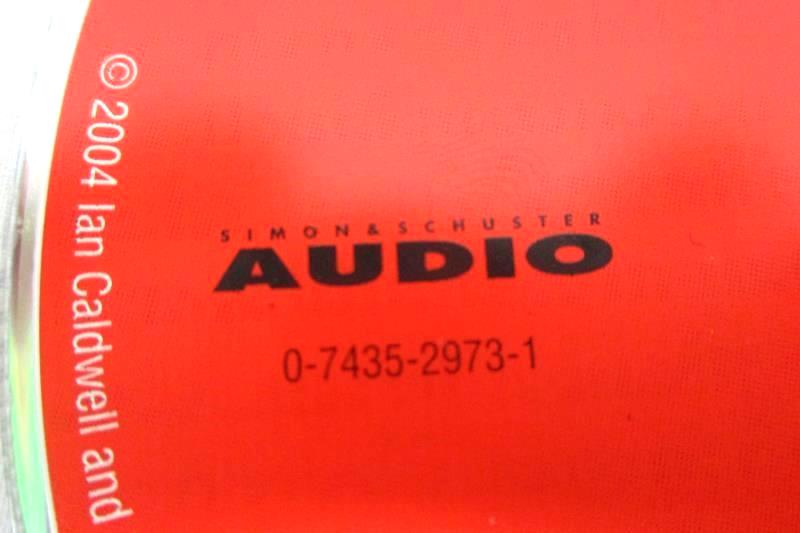 © 2004 Ian Caldwell and
SIMON & SCHUSTER
AUDIO
0-7435-2973-1